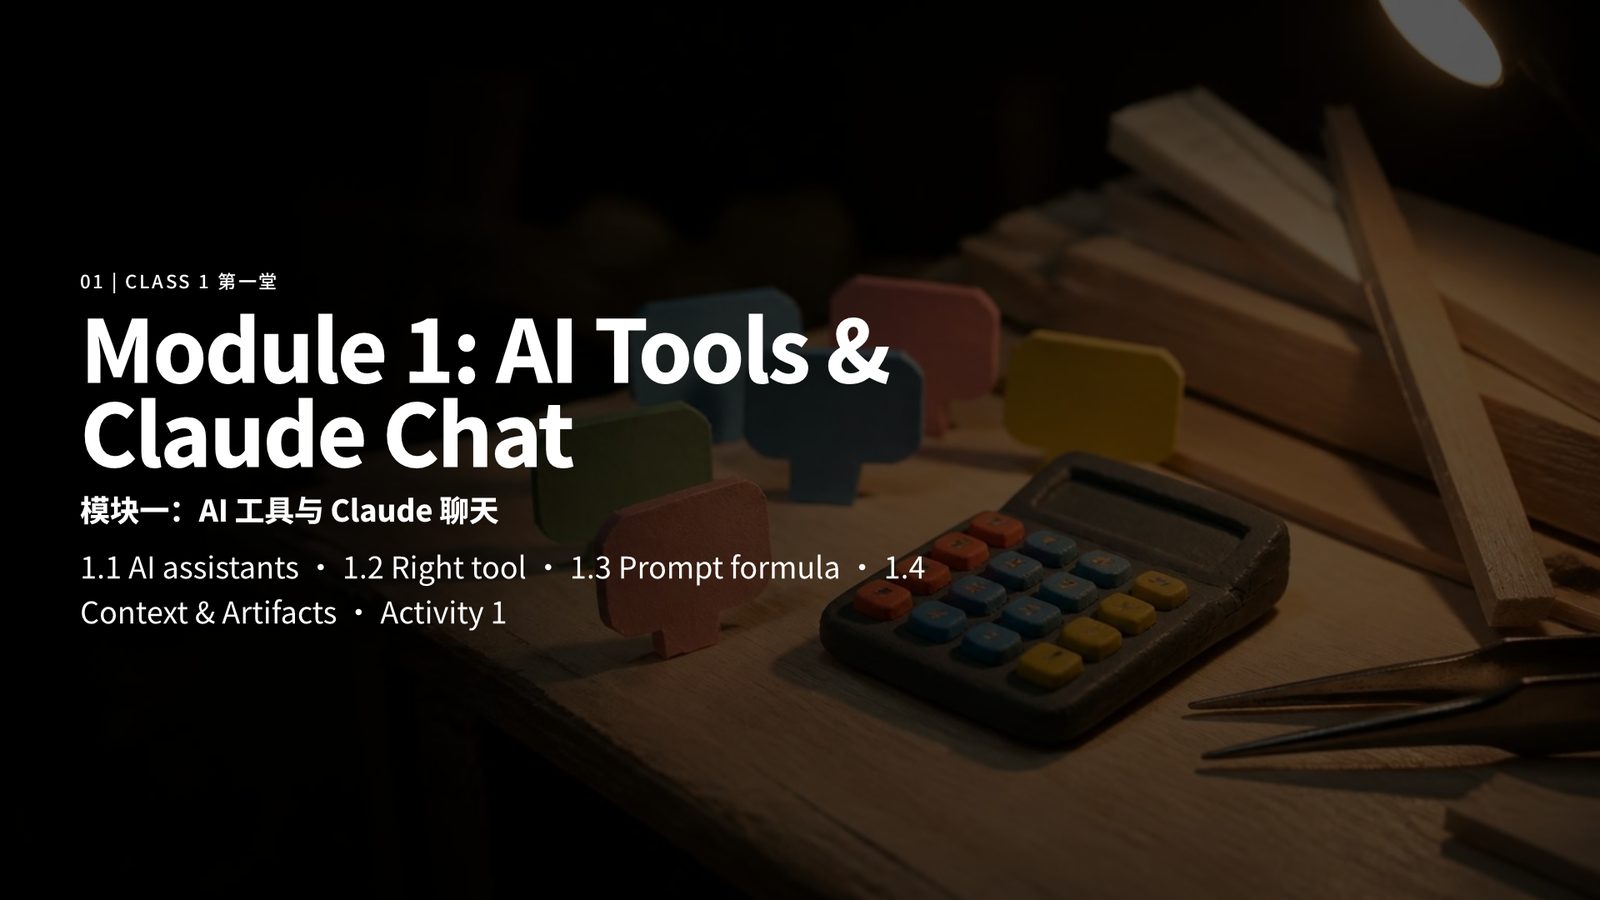 01 | CLASS 1 第一堂
Module 1: AI Tools &
Claude Chat
模块一：AI 工具与 Claude 聊天
1.1 AI assistants · 1.2 Right tool · 1.3 Prompt formula · 1.4
Context & Artifacts · Activity 1